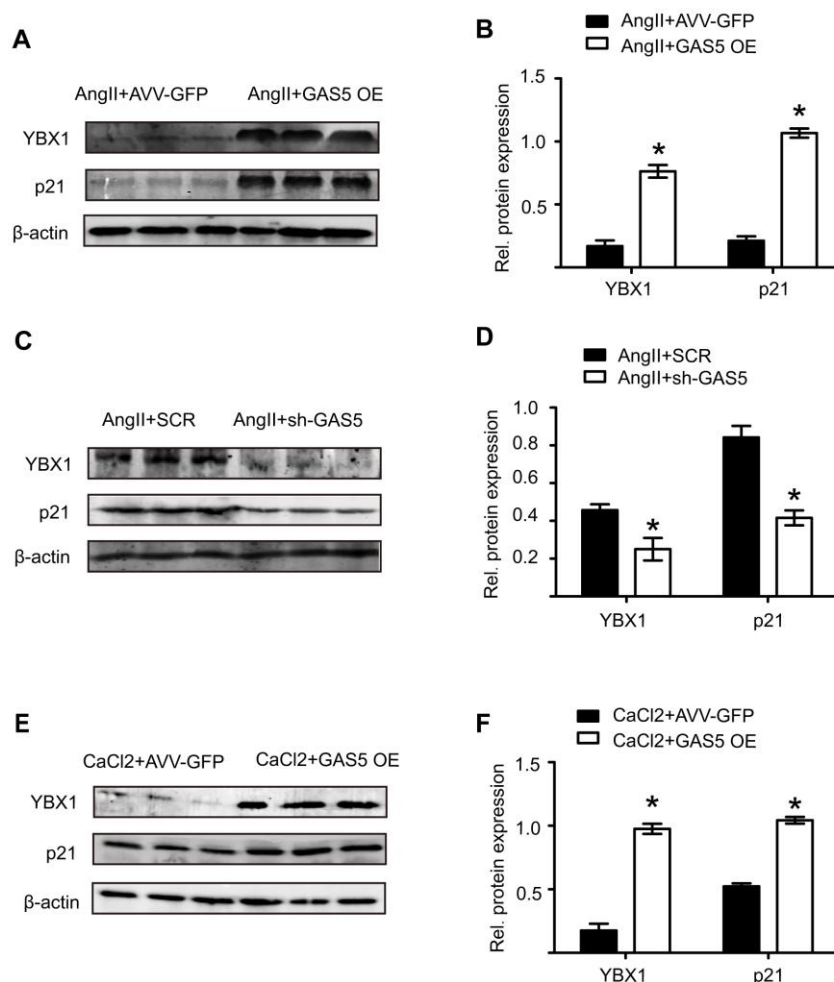 A
AngII+AVV-GFP AngII+GAS5 OE
YBX1
p21
β-actin
B
AngII+AVV-GFP
AngII+GAS5 OE
Rel. protein expression
1.5
1.0
0.5
* *
YBX1 p21
C
AngII+SCR AngII+sh-GAS5
YBX1
p21
β-actin
D
AngII+SCR
AngII+sh-GAS5
Rel. protein expression
1.0
0.8
0.6
0.4
0.2
* *
YBX1 p21
E
CaCl2+AVV-GFP CaCl2+GAS5 OE
YBX1
p21
β-actin
F
CaCl2+AVV-GFP
CaCl2+GAS5 OE
Rel. protein expression
1.5
1.0
0.5
* *
YBX1 p21